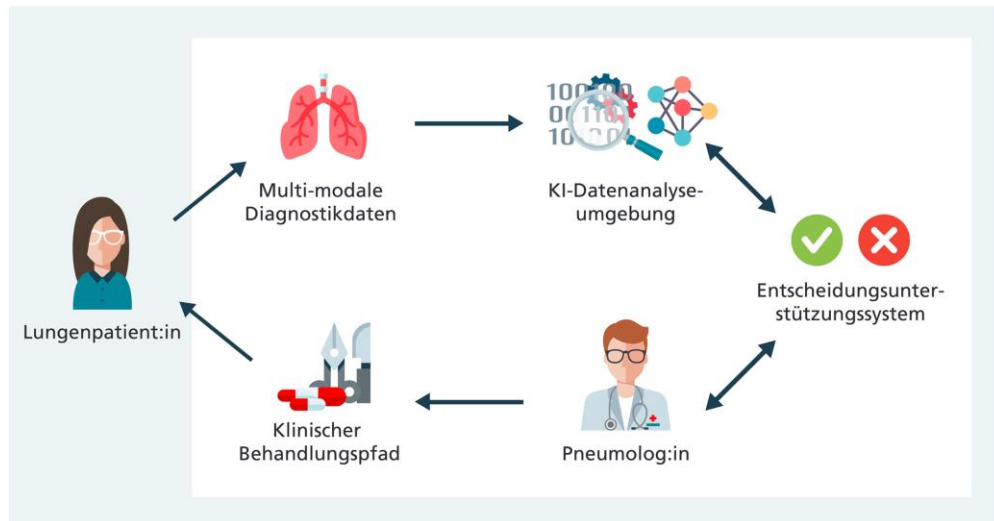 Multi-modale
Diagnostikdaten
KI-Datenanalyse-
umgebung
Lungenpatient:in
Entscheidungsunter-
stützungssystem
Klinischer
Behandlungspfad
Pneumolog:in